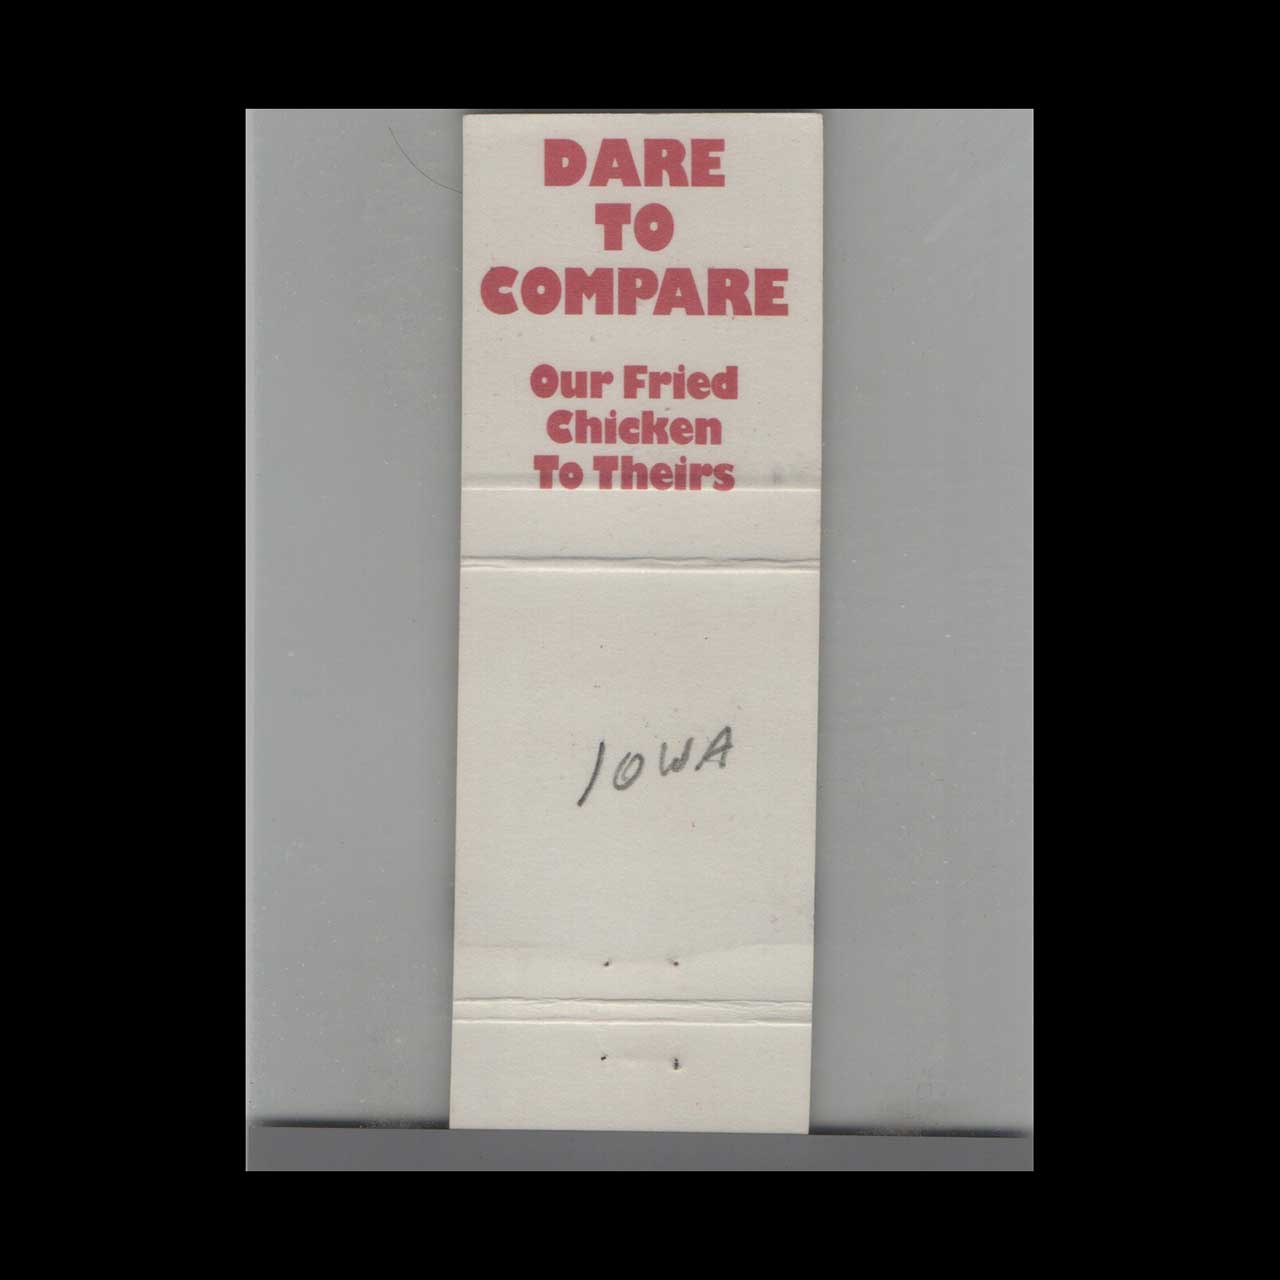 DARE
TO
COMPARE
Our Fried
Chicken
To Theirs
IOWA